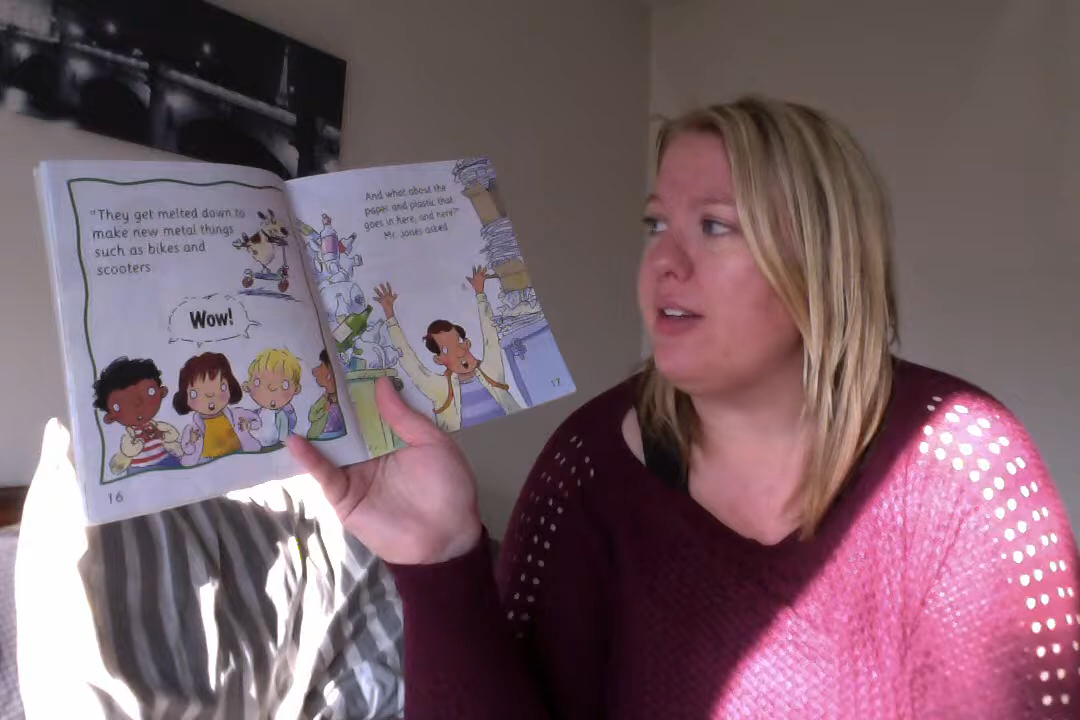 "They get melted down to
make new metal things
such as bikes and
scooters
Wow!
16
And what about the
paper and plastic that
goes in here, and here?"
Mr. Jones asked
17